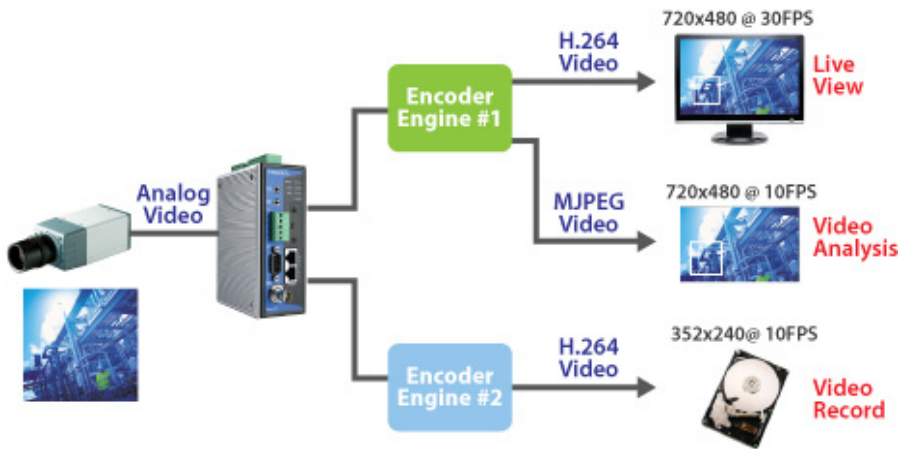 720x480 @ 30FPS
H.264
Video
Live
View
Encoder
Engine #1
Analog
Video
MJPEG
Video
720x480 @ 10FPS
Video
Analysis
352x240@ 10FPS
H.264
Video
Encoder
Engine #2
Video
Record